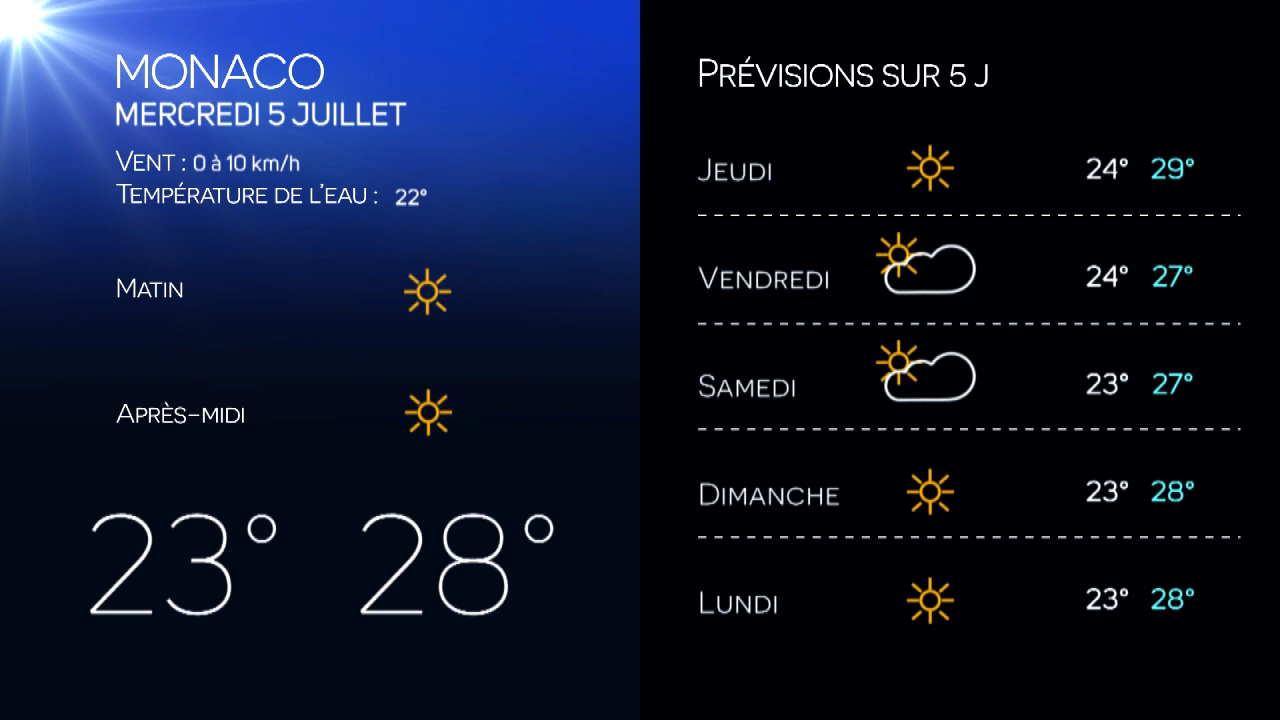 MONACO
MERCREDI 5 JUILLET
VENT : 0 à 10 km/h
TEMPÉRATURE DE L'EAU : 22°
MATIN
APRÈS-MIDI
23° 28°
PRÉVISIONS SUR 5 J
JEUDI 24° 29°
VENDREDI 24° 27°
SAMEDI 23° 27°
DIMANCHE 23° 28°
LUNDI 23° 28°